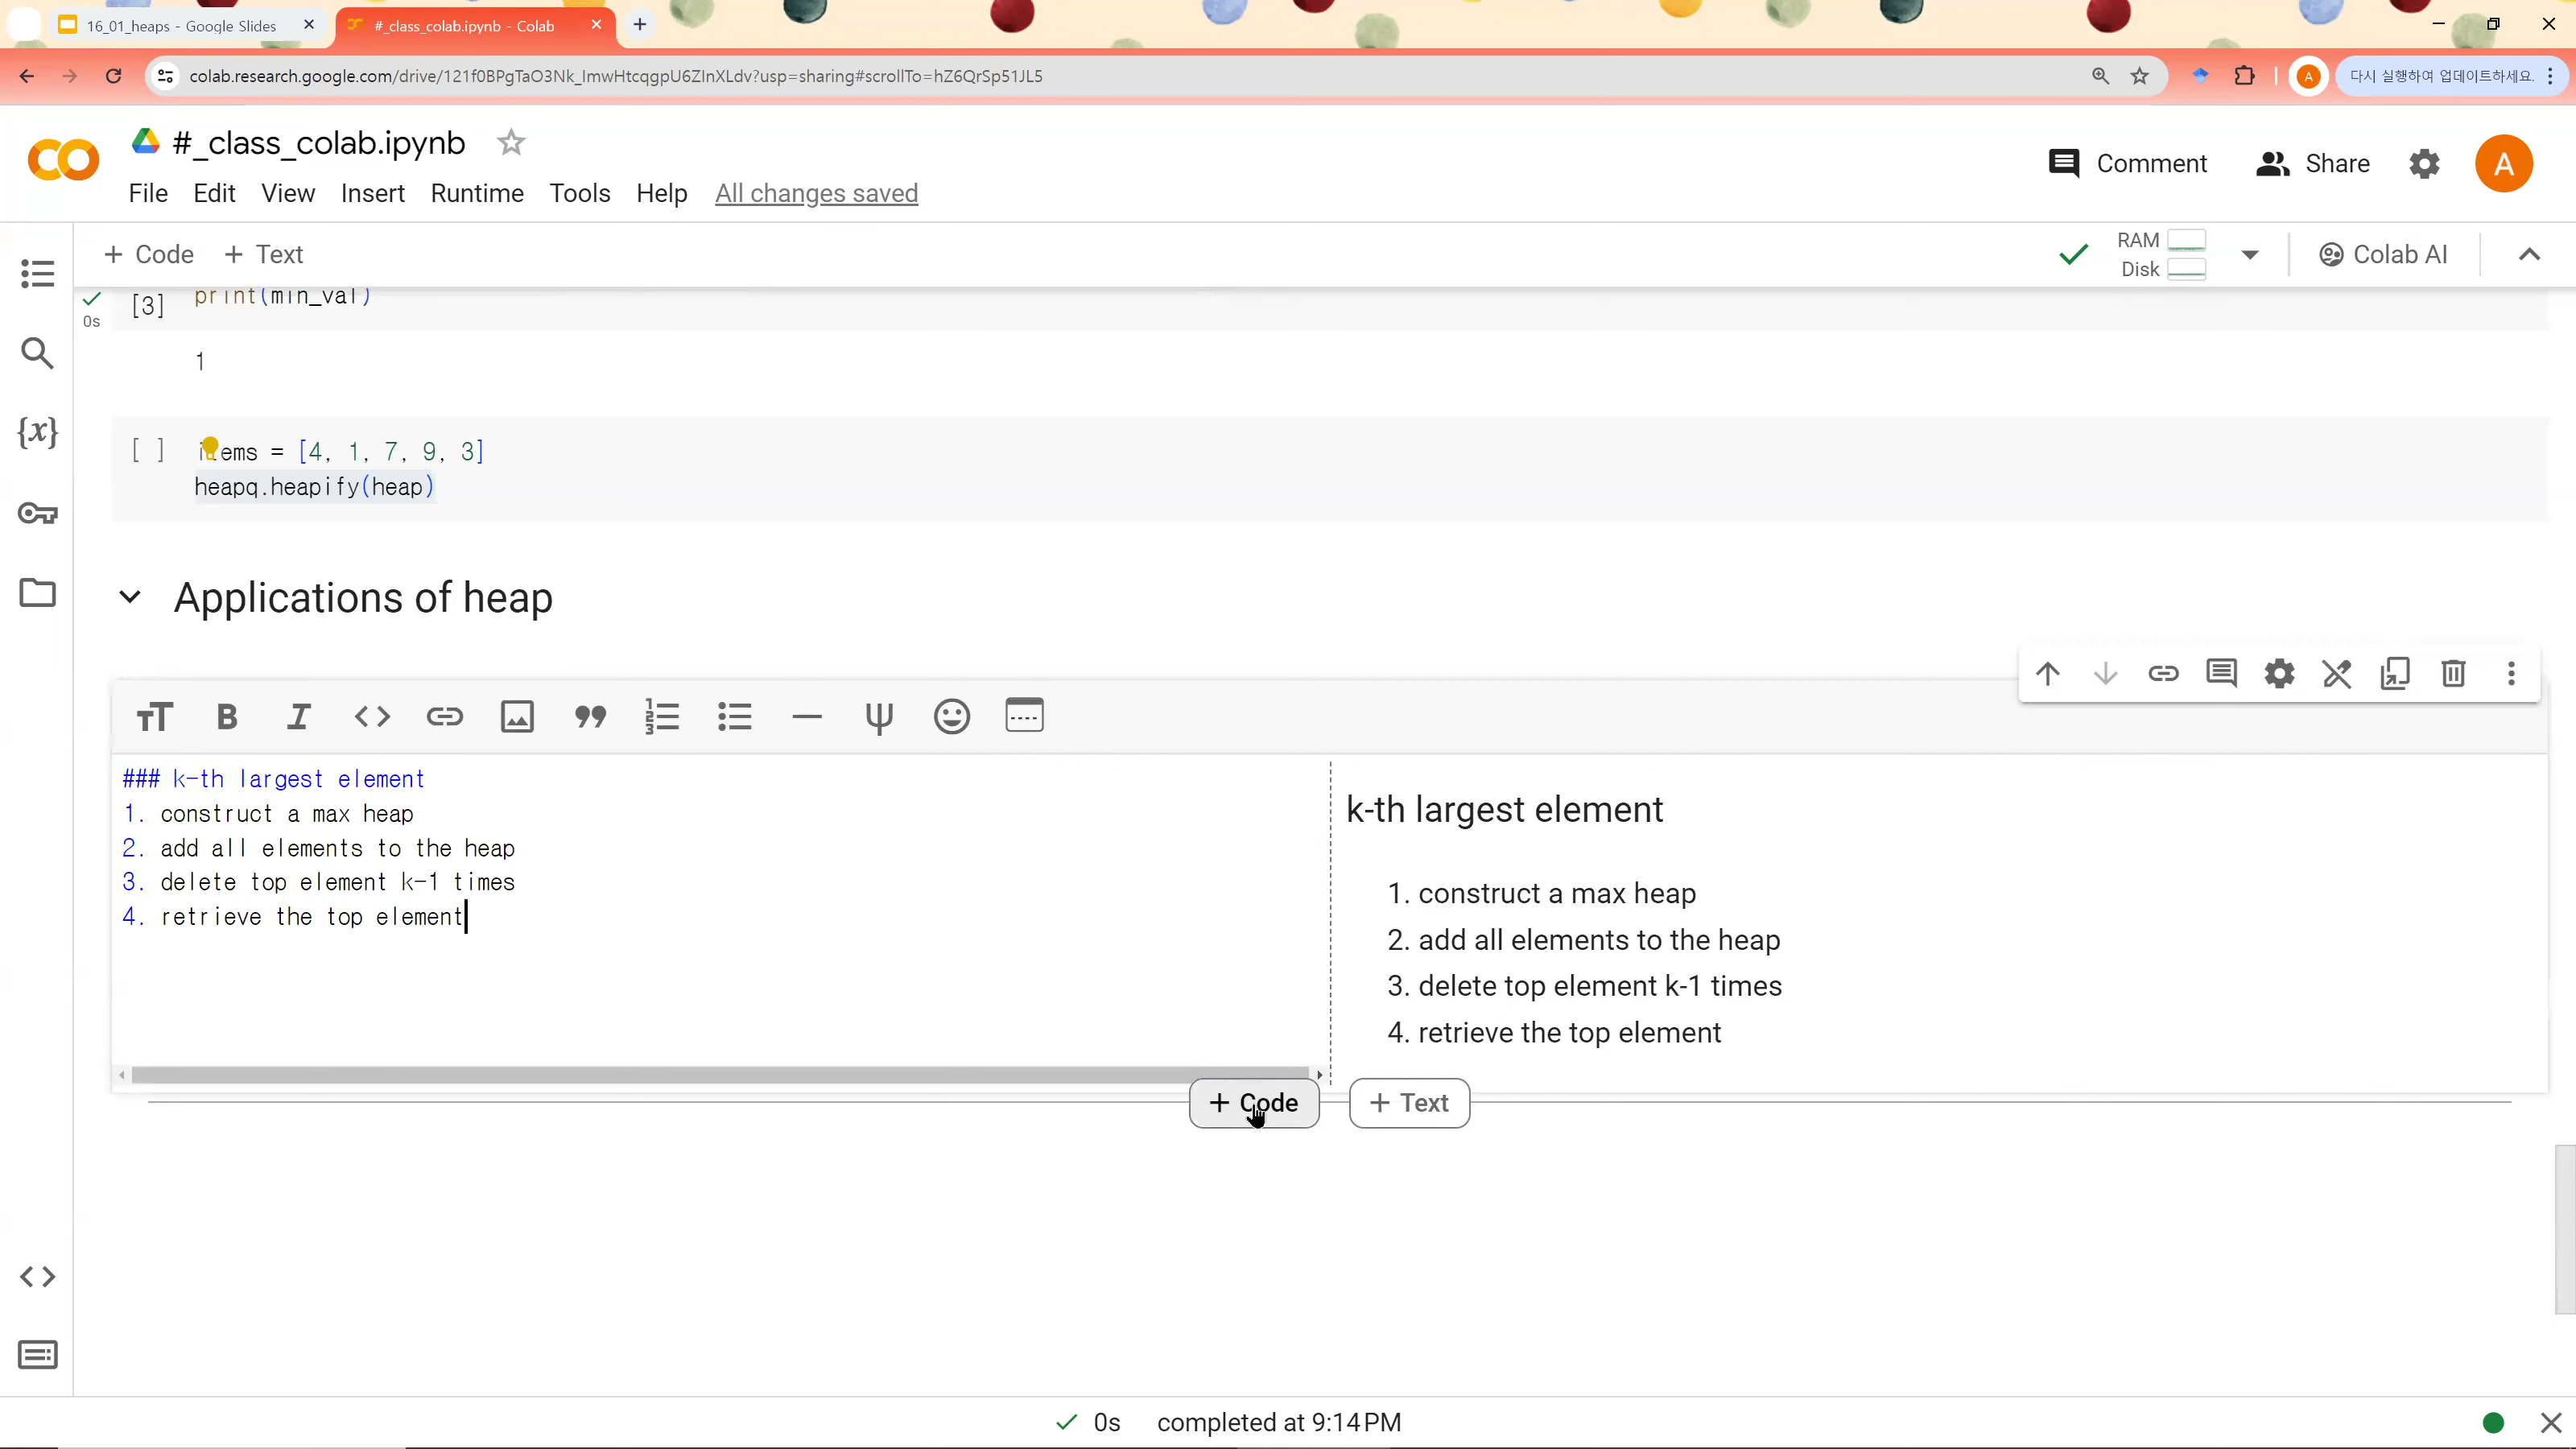 16_01_heaps - Google Slides
#_class_colab.ipynb - Colab
colab.research.google.com/drive/121f0BPgTaO3Nk_ImwHtcqgpU6ZInXLdv?usp=sharing#scrollTo=hZ6QrSp51JL5
A
다시 실행하여 업데이트하세요.
CO
#_class_colab.ipynb
Comment
Share
A
File Edit View Insert Runtime Tools Help All changes saved
+ Code + Text
RAM
Disk
Colab AI
[3] print(min_val)
0s
1
{x}
[ ] items = [4, 1, 7, 9, 3]
heapq.heapify(heap)
Applications of heap
### k-th largest element
1. construct a max heap
2. add all elements to the heap
3. delete top element k-1 times
4. retrieve the top element
k-th largest element
1. construct a max heap
2. add all elements to the heap
3. delete top element k-1 times
4. retrieve the top element
+ Code
+ Text
0s completed at 9:14 PM